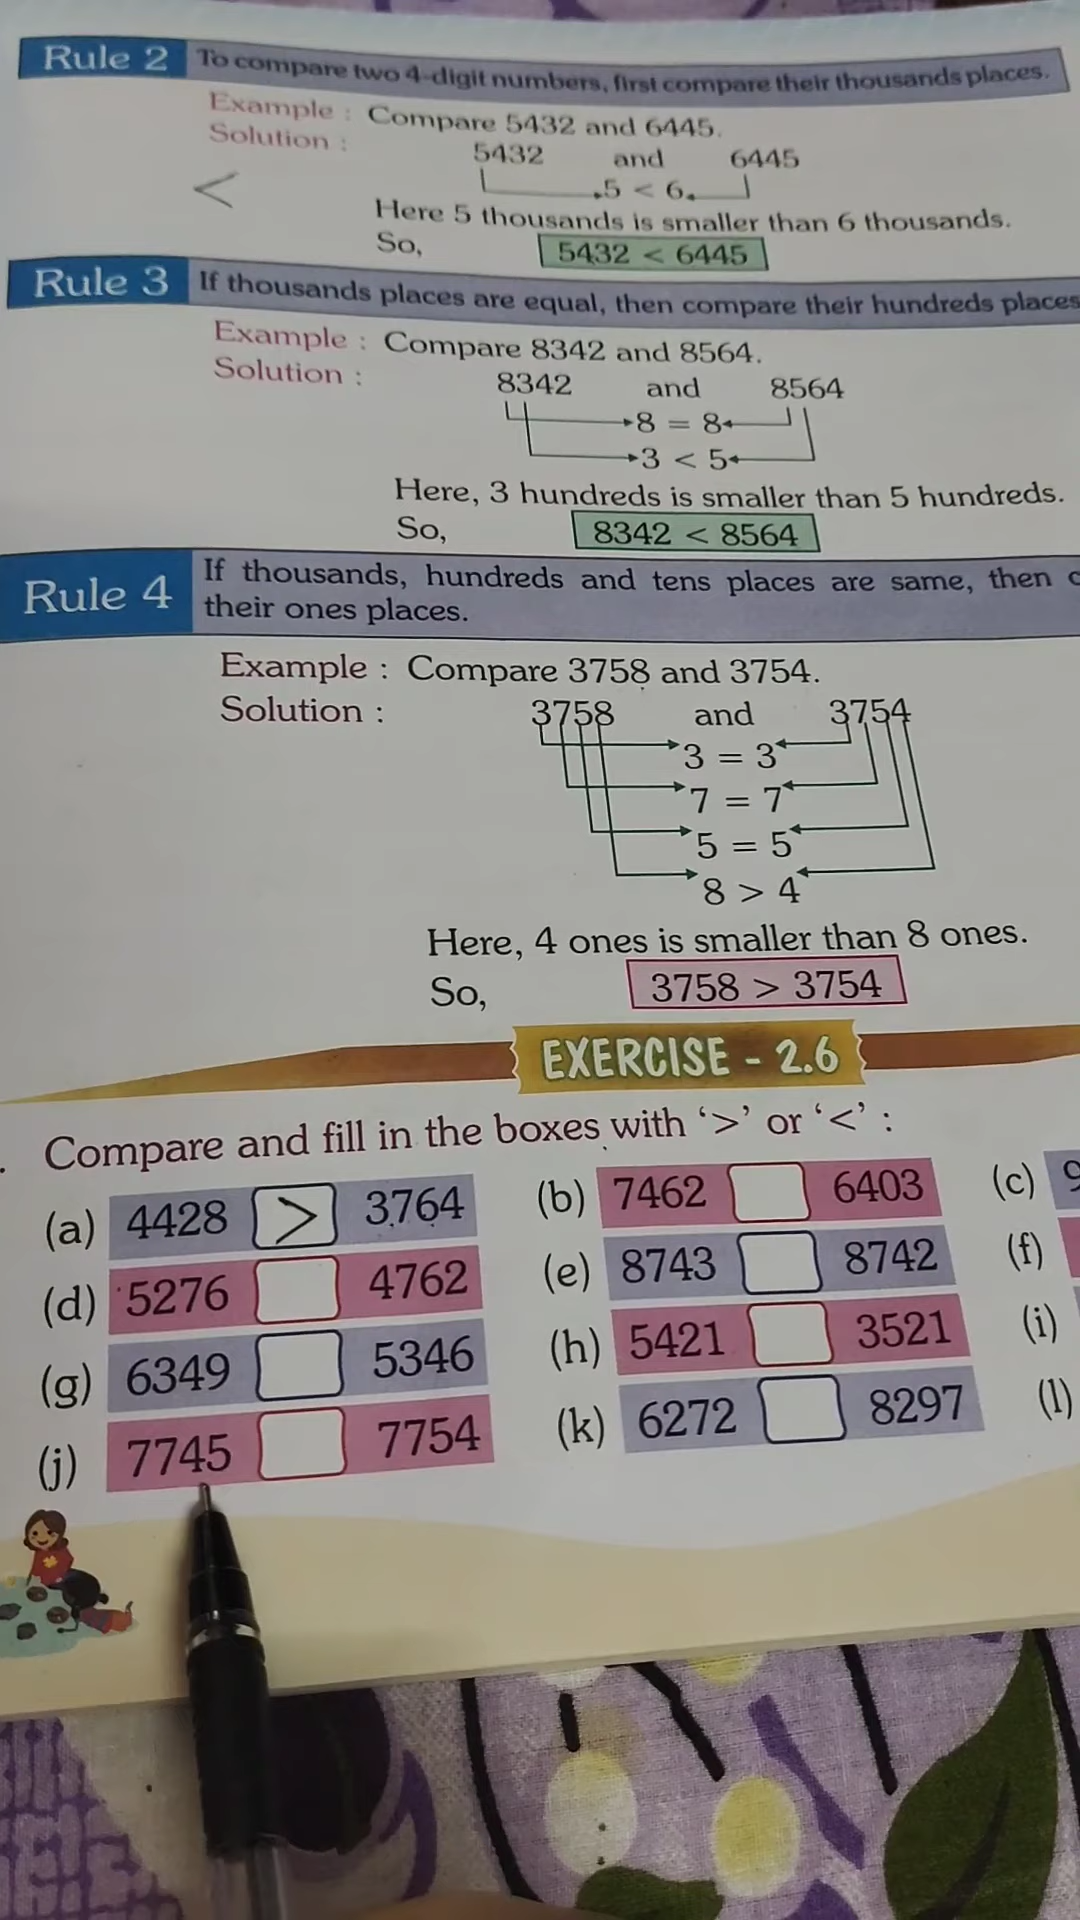 Rule 2 To compare two 4-digit numbers, first compare their thousands places.
Example : Compare 5432 and 6445.
Solution :
5432 and 6445
<
5 < 6
Here 5 thousands is smaller than 6 thousands.
So, 5432 < 6445
Rule 3 If thousands places are equal, then compare their hundreds places
Example : Compare 8342 and 8564.
Solution :
8342 and 8564
8 = 8
3 < 5
Here, 3 hundreds is smaller than 5 hundreds.
So, 8342 < 8564
Rule 4 If thousands, hundreds and tens places are same, then
their ones places.
Example : Compare 3758 and 3754.
Solution : 3758 and 3754
3 = 3
7 = 7
5 = 5
8 > 4
Here, 4 ones is smaller than 8 ones.
So, 3758 > 3754
EXERCISE - 2.6
Compare and fill in the boxes with ‘>’ or ‘<’ :
(a) 4428 > 3764 (b) 7462 6403 (c) 9
(d) 5276 4762 (e) 8743 8742 (f)
(g) 6349 5346 (h) 5421 3521 (i)
(j) 7745 7754 (k) 6272 8297 (l)